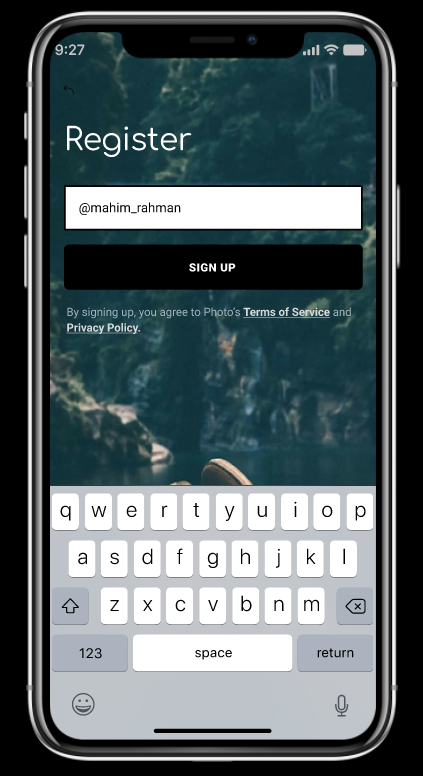 9:27
Register
@mahim_rahman
SIGN UP
By signing up, you agree to Photo's Terms of Service and
Privacy Policy.
q w e r t y u i o p
a s d f g h j k l
z x c v b n m
123 space return